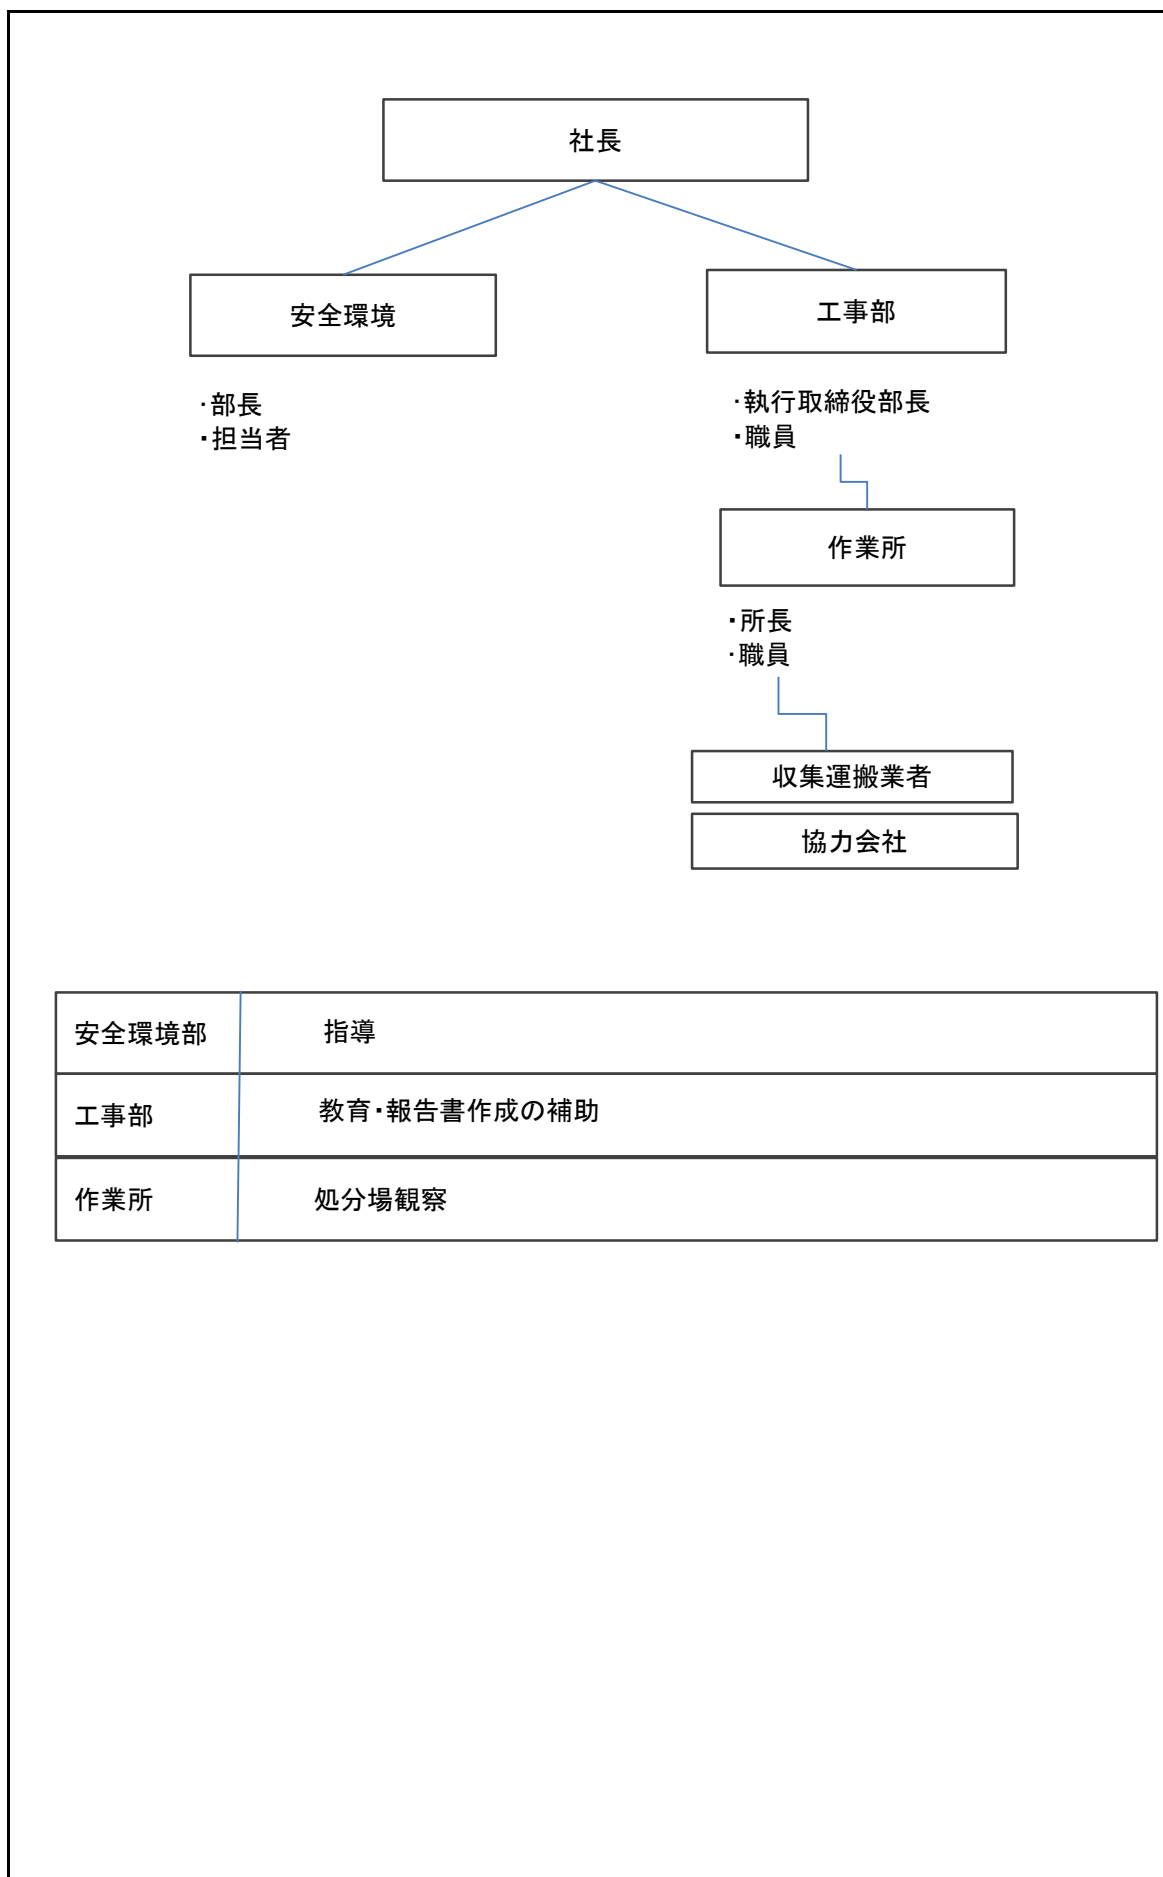 社長
安全環境
工事部
・部長
・担当者
・執行取締役部長
・職員
作業所
・所長
・職員
収集運搬業者
協力会社
安全環境部 指導
工事部 教育・報告書作成の補助
作業所 処分場観察